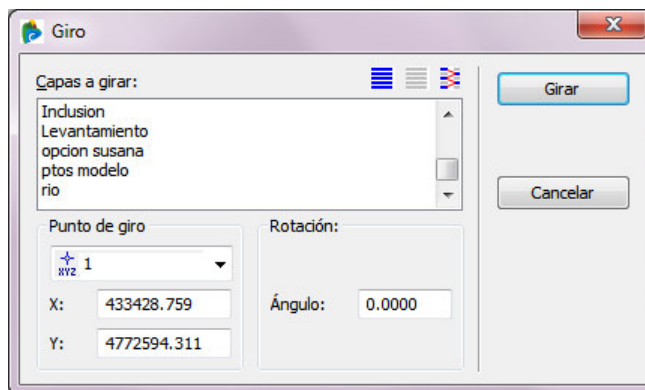 Giro
Capas a girar:
Inclusion
Levantamiento
opcion susana
ptos modelo
rio
Girar
Cancelar
Punto de giro
XYZ 1
X: 433428.759
Y: 4772594.311
Rotación:
Ángulo: 0.0000